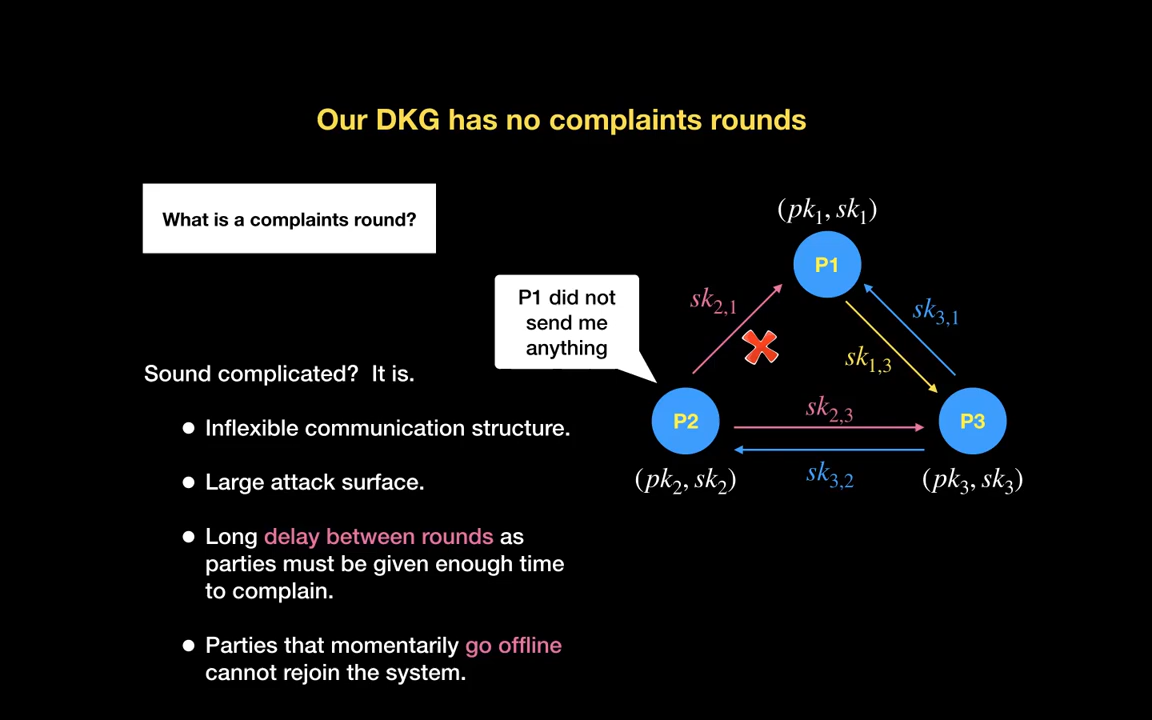 Our DKG has no complaints rounds
What is a complaints round?
(pk₁, sk₁)
P1
P1 did not
send me
anything
sk₂,₁
sk₃,₁
sk₁,₃
Sound complicated? It is.
● Inflexible communication structure.
● Large attack surface.
● Long delay between rounds as
parties must be given enough time
to complain.
● Parties that momentarily go offline
cannot rejoin the system.
P2
sk₂,₃
P3
sk₃,₂
(pk₂, sk₂)
(pk₃, sk₃)